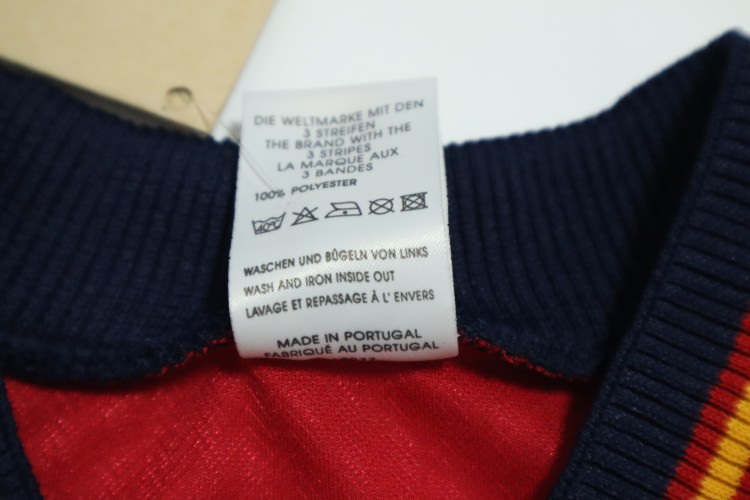 DIE WELTMARKE MIT DEN
3 STREIFEN
THE BRAND WITH THE
3 STRIPES
LA MARQUE AUX
3 BANDES
100% POLYESTER
40°C
WASCHEN UND BÜGELN VON LINKS
WASH AND IRON INSIDE OUT
LAVAGE ET REPASSAGE À L' ENVERS
MADE IN PORTUGAL
FABRIQUÉ AU PORTUGAL